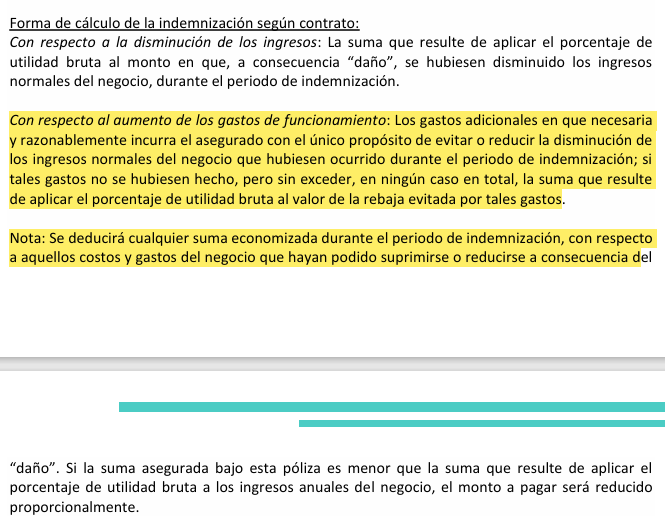 Forma de cálculo de la indemnización según contrato:
Con respecto a la disminución de los ingresos: La suma que resulte de aplicar el porcentaje de
utilidad bruta al monto en que, a consecuencia “daño”, se hubiesen disminuido los ingresos
normales del negocio, durante el periodo de indemnización.
Con respecto al aumento de los gastos de funcionamiento: Los gastos adicionales en que necesaria
y razonablemente incurra el asegurado con el único propósito de evitar o reducir la disminución de
los ingresos normales del negocio que hubiesen ocurrido durante el periodo de indemnización; si
tales gastos no se hubiesen hecho, pero sin exceder, en ningún caso en total, la suma que resulte
de aplicar el porcentaje de utilidad bruta al valor de la rebaja evitada por tales gastos.
Nota: Se deducirá cualquier suma economizada durante el periodo de indemnización, con respecto
a aquellos costos y gastos del negocio que hayan podido suprimirse o reducirse a consecuencia del
“daño”. Si la suma asegurada bajo esta póliza es menor que la suma que resulte de aplicar el
porcentaje de utilidad bruta a los ingresos anuales del negocio, el monto a pagar será reducido
proporcionalmente.